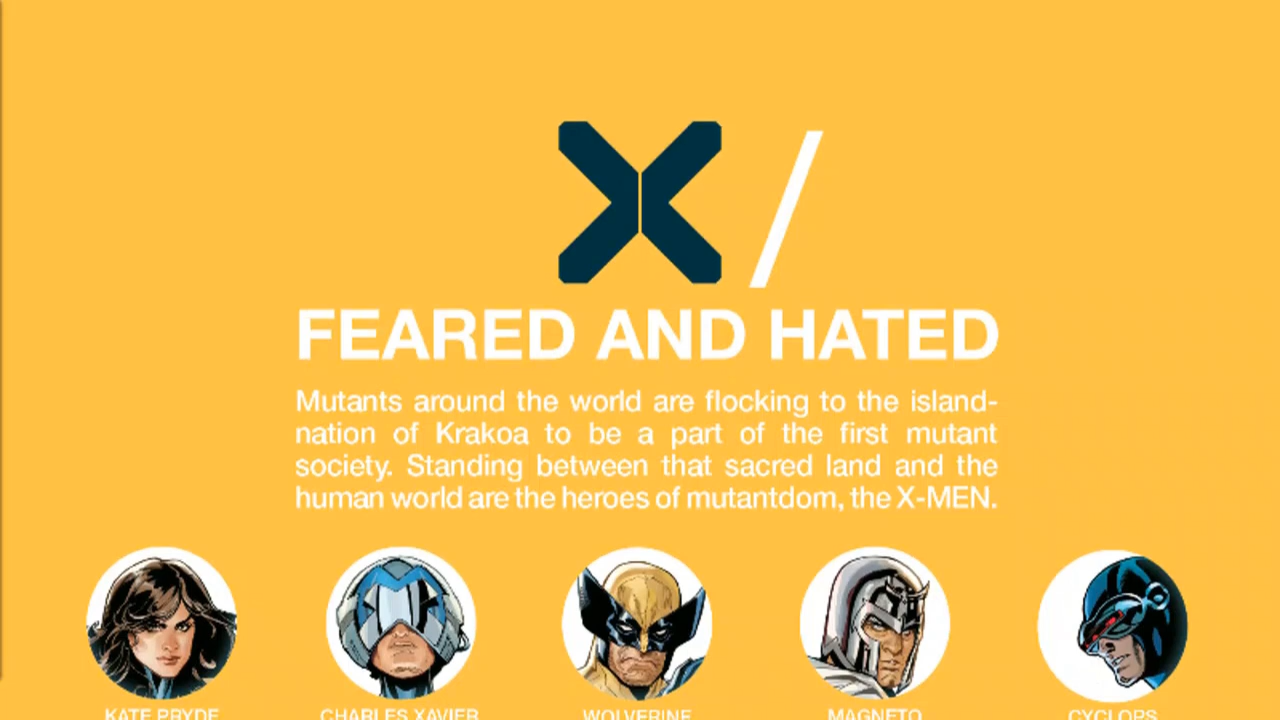 X /
FEARED AND HATED
Mutants around the world are flocking to the island-
nation of Krakoa to be a part of the first mutant
society. Standing between that sacred land and the
human world are the heroes of mutantdom, the X-MEN.
KATE PRYDE CHARLES XAVIER WOLVERINE MAGNETO CYCLOPS